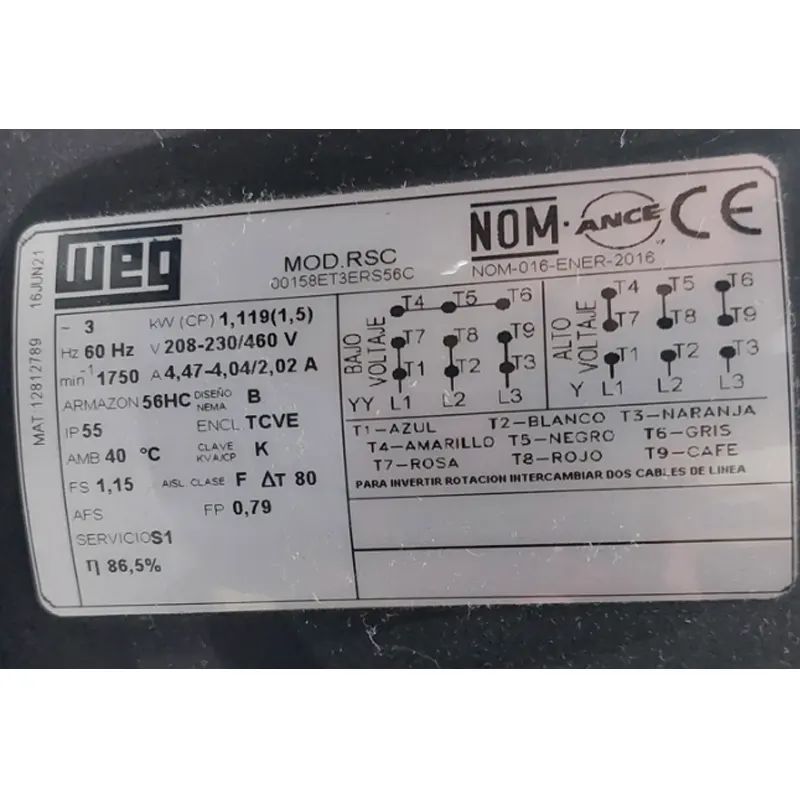 WEG
MOD.RSC
00158ET3ERS56C
NOM · ANCE CE
NOM-016-ENER-2016
MAT 12812789 16JUN21
~ 3 kW (CP) 1,119(1,5)
Hz 60 Hz V 208-230/460 V
min-1 1750 A 4,47-4,04/2,02 A
ARMAZON 56HC DISEÑO NEMA B
IP 55 ENCL TCVE
AMB 40 °C CLAVE KVA/CP K
FS 1,15 AISL CLASE F ΔT 80
AFS FP 0,79
SERVICIO S1
η 86,5%
BAJO VOLTAJE
T4 T5 T6
T7 T8 T9
T1 T2 T3
YY L1 L2 L3
ALTO VOLTAJE
T4 T5 T6
T7 T8 T9
T1 T2 T3
Y L1 L2 L3
T1-AZUL T2-BLANCO T3-NARANJA
T4-AMARILLO T5-NEGRO T6-GRIS
T7-ROSA T8-ROJO T9-CAFE
PARA INVERTIR ROTACION INTERCAMBIAR DOS CABLES DE LINEA